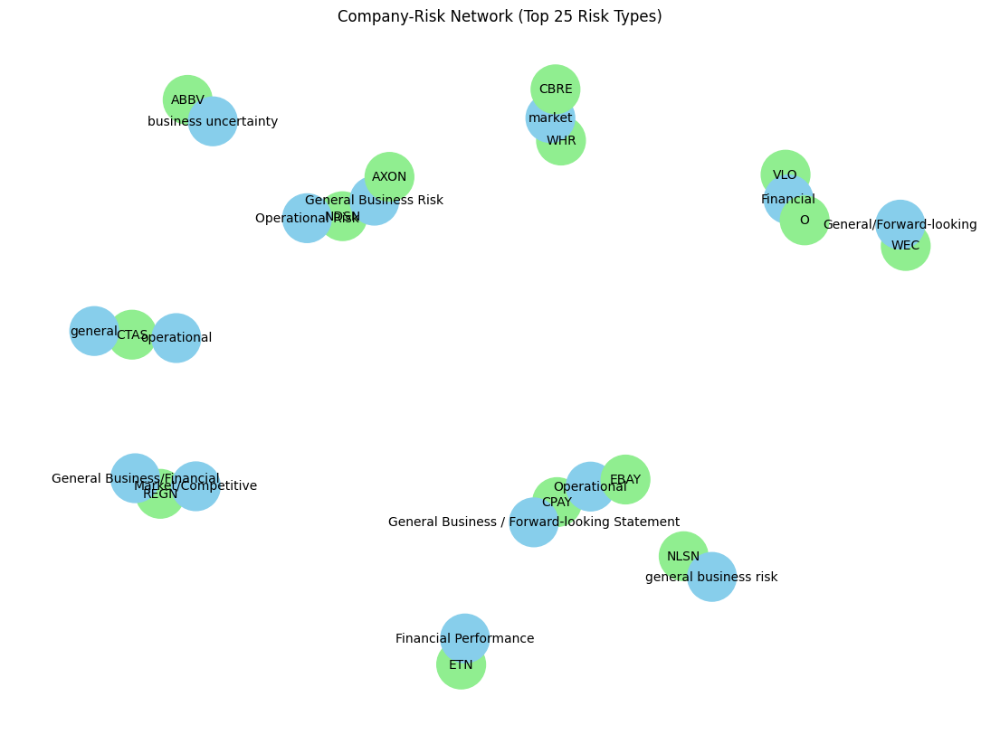 Company-Risk Network (Top 25 Risk Types)
CBRE
ABBV
market
business uncertainty
WHR
VLO
AXON
Financial
General Business Risk
NDSN
Operational Risk
O
General/Forward-looking
WEC
general
CTAS
operational
General Business/Financial
Market/Competitive
REGN
EBAY
Operational
CPAY
General Business / Forward-looking Statement
NLSN
general business risk
Financial Performance
ETN